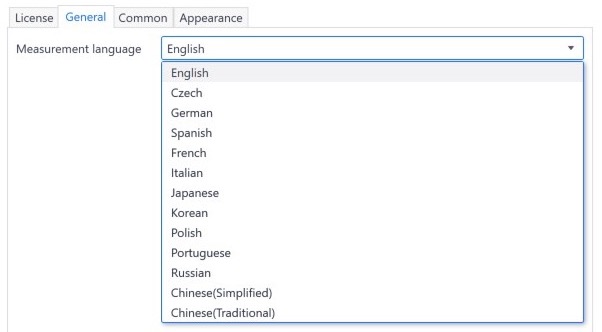 License General Common Appearance
Measurement language English
English
Czech
German
Spanish
French
Italian
Japanese
Korean
Polish
Portuguese
Russian
Chinese(Simplified)
Chinese(Traditional)